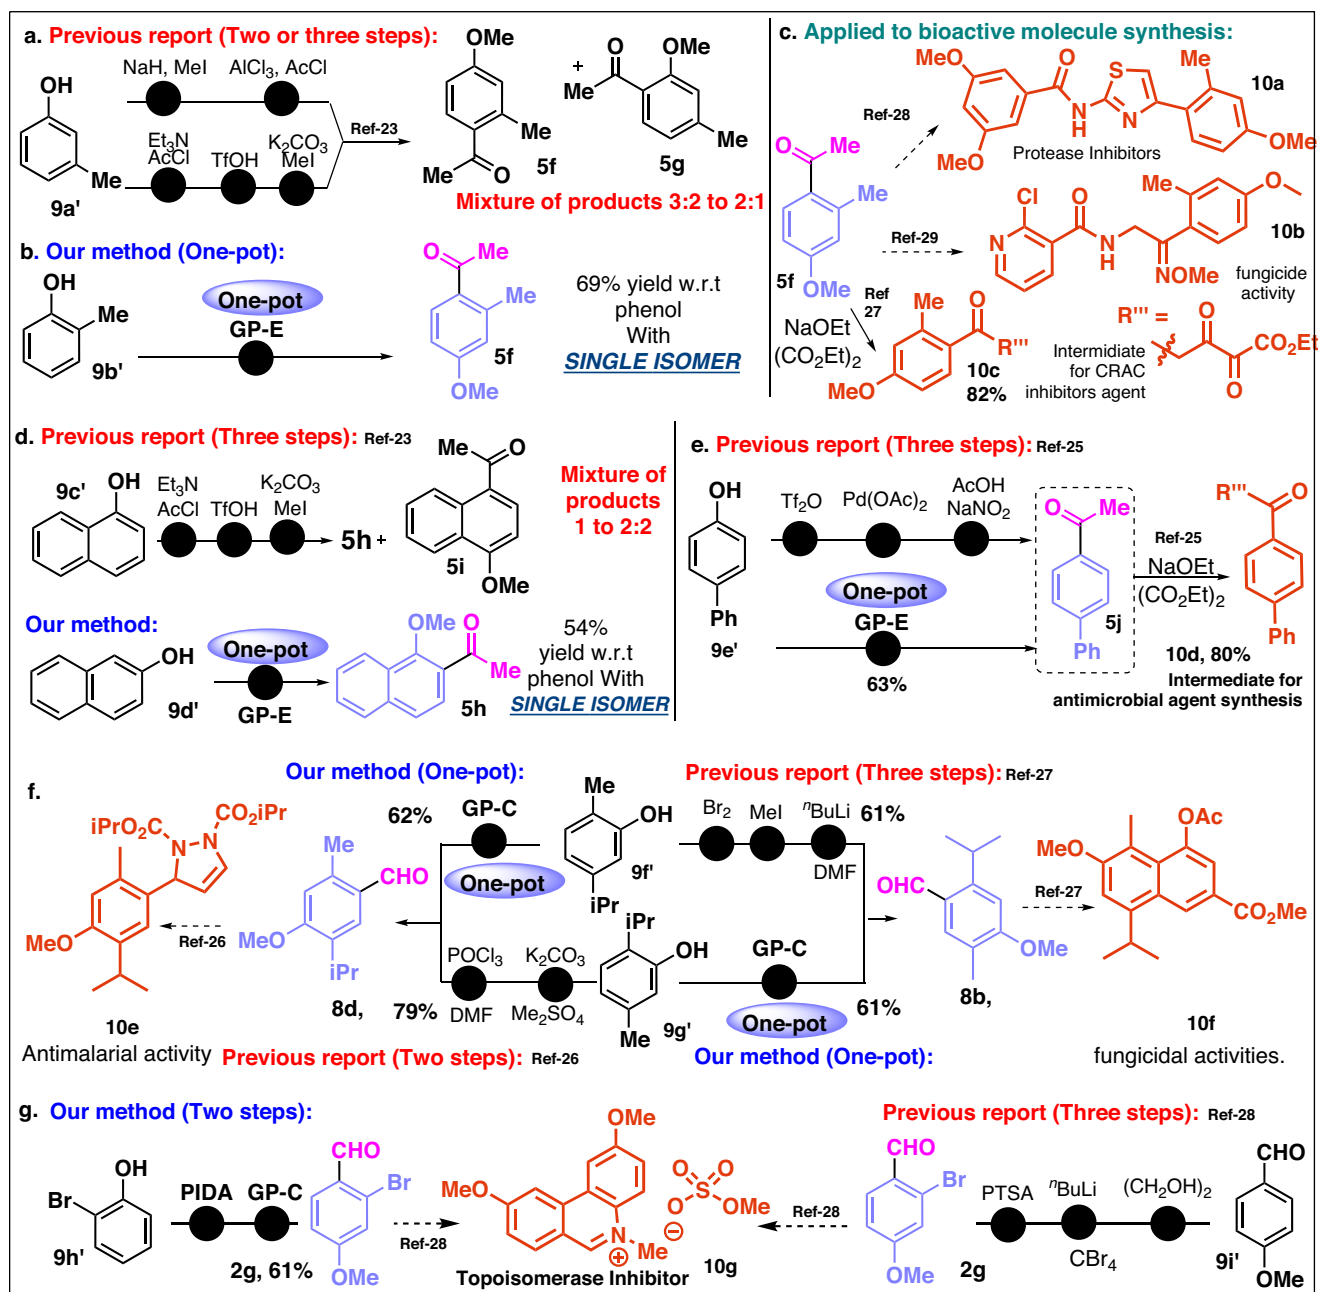 a. Previous report (Two or three steps):
OH
Me
9a'
NaH, MeI
AlCl3, AcCl
Et3N
AcCl
TfOH
K2CO3
MeI
Ref-23
OMe
Me
Me
O
5f
+
O
Me
OMe
Me
5g
Mixture of products 3:2 to 2:1
b. Our method (One-pot):
OH
Me
9b'
One-pot
GP-E
O
Me
Me
5f
OMe
69% yield w.r.t
phenol
With
SINGLE ISOMER
c. Applied to bioactive molecule synthesis:
O
Me
Me
5f
OMe
Ref-28
MeO
OMe
O
NH
S
N
Me
OMe
10a
Protease Inhibitors
Ref-29
Cl
N
O
NH
Me
O
NOMe
10b
fungicide
activity
Ref
27
NaOEt
(CO2Et)2
Me
O
R'''
MeO
10c
82%
R''' =
O
CO2Et
O
Intermidiate
for CRAC
inhibitors agent
d. Previous report (Three steps): Ref-23
9c'
OH
Et3N
AcCl
TfOH
K2CO3
MeI
5h +
Me
O
5i
OMe
Mixture of
products
1 to 2:2
Our method:
OH
9d'
One-pot
GP-E
OMe
O
Me
5h
54%
yield w.r.t
phenol With
SINGLE ISOMER
e. Previous report (Three steps): Ref-25
OH
Ph
9e'
Tf2O
Pd(OAc)2
AcOH
NaNO2
One-pot
GP-E
63%
O
Me
5j
Ph
Ref-25
NaOEt
(CO2Et)2
R'''
O
Ph
10d, 80%
Intermediate for
antimicrobial agent synthesis
f.
Our method (One-pot):
Previous report (Three steps): Ref-27
iPrO2C
CO2iPr
N
N
MeO
10e
Antimalarial activity
Ref-26
Me
CHO
MeO
iPr
8d,
62%
GP-C
One-pot
Me
OH
9f'
iPr
Br2
MeI
nBuLi
DMF
61%
79%
POCl3
DMF
K2CO3
Me2SO4
iPr
OH
9g'
Me
GP-C
One-pot
61%
OHC
OMe
8b,
Ref-27
OAc
MeO
CO2Me
10f
fungicidal activities.
Previous report (Two steps): Ref-26
Our method (One-pot):
g. Our method (Two steps):
OH
Br
9h'
PIDA
GP-C
2g, 61%
CHO
Br
OMe
Ref-28
OMe
MeO
N
+
Me
O
O
S
O
OMe
−
10g
Topoisomerase Inhibitor
Previous report (Three steps): Ref-28
Ref-28
CHO
Br
OMe
2g
PTSA
nBuLi
CBr4
(CH2OH)2
CHO
9i'
OMe